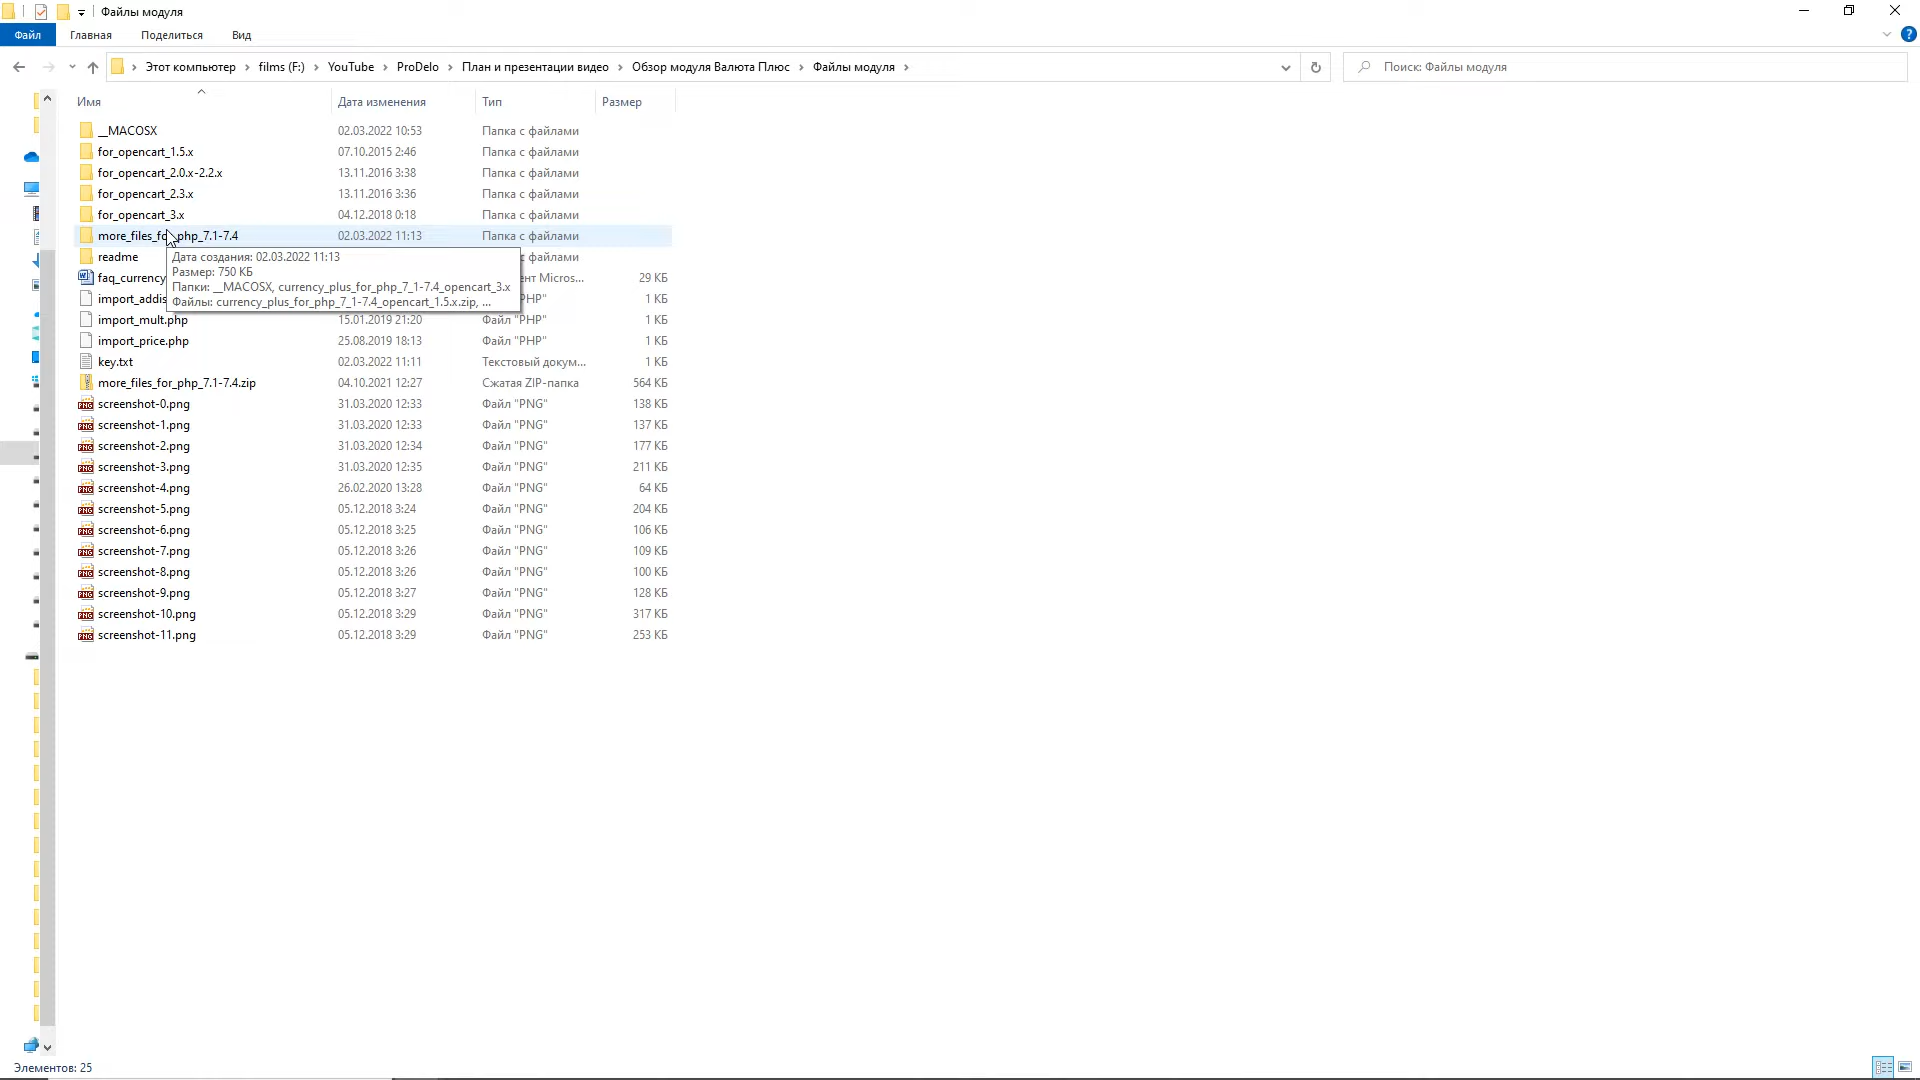 Файлы модуля
Файл Главная Поделиться Вид
Этот компьютер films (F:) YouTube ProDelo План и презентации видео Обзор модуля Валюта Плюс Файлы модуля
Поиск: Файлы модуля
Имя Дата изменения Тип Размер
__MACOSX 02.03.2022 10:53 Папка с файлами
for_opencart_1.5.x 07.10.2015 2:46 Папка с файлами
for_opencart_2.0.x-2.2.x 13.11.2016 3:38 Папка с файлами
for_opencart_2.3.x 13.11.2016 3:36 Папка с файлами
for_opencart_3.x 04.12.2018 0:18 Папка с файлами
more_files_for_php_7.1-7.4 02.03.2022 11:13 Папка с файлами
readme с файлами
Дата создания: 02.03.2022 11:13
Размер: 750 КБ
Папки: __MACOSX, currency_plus_for_php_7_1-7.4_opencart_3.x
Файлы: currency_plus_for_php_7_1-7.4_opencart_1.5.x.zip, ...
faq_currency ент Micros... 29 КБ
import_addis PHP" 1 КБ
import_mult.php 15.01.2019 21:20 Файл "PHP" 1 КБ
import_price.php 25.08.2019 18:13 Файл "PHP" 1 КБ
key.txt 02.03.2022 11:11 Текстовый докум... 1 КБ
more_files_for_php_7.1-7.4.zip 04.10.2021 12:27 Сжатая ZIP-папка 564 КБ
screenshot-0.png 31.03.2020 12:33 Файл "PNG" 138 КБ
screenshot-1.png 31.03.2020 12:33 Файл "PNG" 137 КБ
screenshot-2.png 31.03.2020 12:34 Файл "PNG" 177 КБ
screenshot-3.png 31.03.2020 12:35 Файл "PNG" 211 КБ
screenshot-4.png 26.02.2020 13:28 Файл "PNG" 64 КБ
screenshot-5.png 05.12.2018 3:24 Файл "PNG" 204 КБ
screenshot-6.png 05.12.2018 3:25 Файл "PNG" 106 КБ
screenshot-7.png 05.12.2018 3:26 Файл "PNG" 109 КБ
screenshot-8.png 05.12.2018 3:26 Файл "PNG" 100 КБ
screenshot-9.png 05.12.2018 3:27 Файл "PNG" 128 КБ
screenshot-10.png 05.12.2018 3:29 Файл "PNG" 317 КБ
screenshot-11.png 05.12.2018 3:29 Файл "PNG" 253 КБ
Элементов: 25